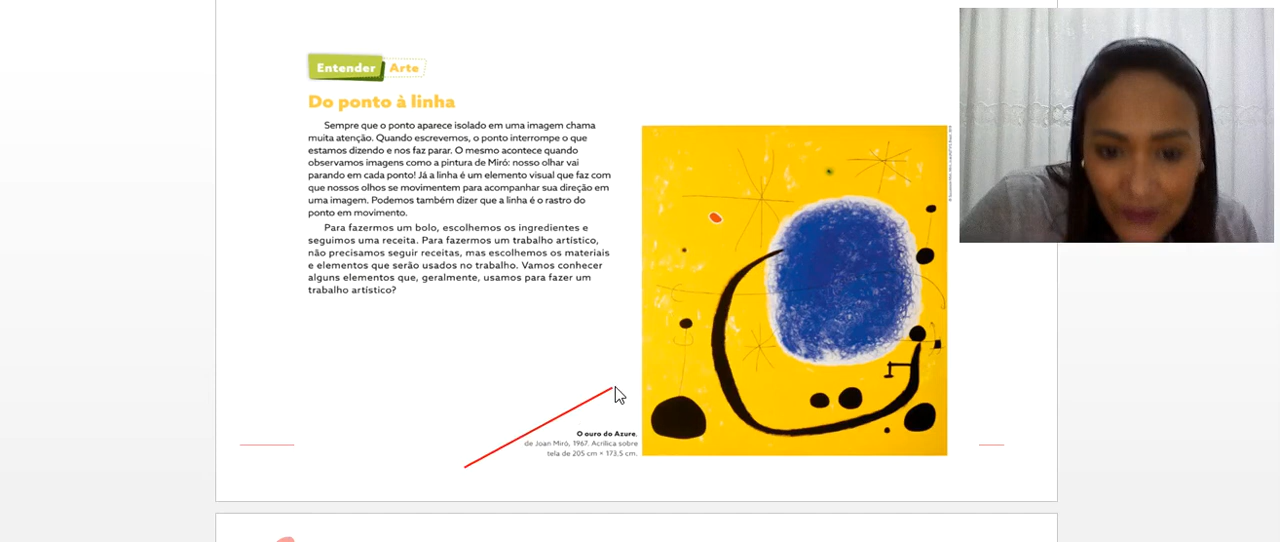 Entender Arte
Do ponto à linha
Sempre que o ponto aparece isolado em uma imagem chama
muita atenção. Quando escrevemos, o ponto interrompe o que
estamos dizendo e nos faz parar. O mesmo acontece quando
observamos imagens como a pintura de Miró: nosso olhar vai
parando em cada ponto! Já a linha é um elemento visual que faz com
que nossos olhos se movimentem para acompanhar sua direção em
uma imagem. Podemos também dizer que a linha é o rastro do
ponto em movimento.
Para fazermos um bolo, escolhemos os ingredientes e
seguimos uma receita. Para fazermos um trabalho artístico,
não precisamos seguir receitas, mas escolhemos os materiais
e elementos que serão usados no trabalho. Vamos conhecer
alguns elementos que, geralmente, usamos para fazer um
trabalho artístico?
O ouro do Azure.
de Joan Miró, 1967. Acrílica sobre
tela de 205 cm × 173,5 cm.